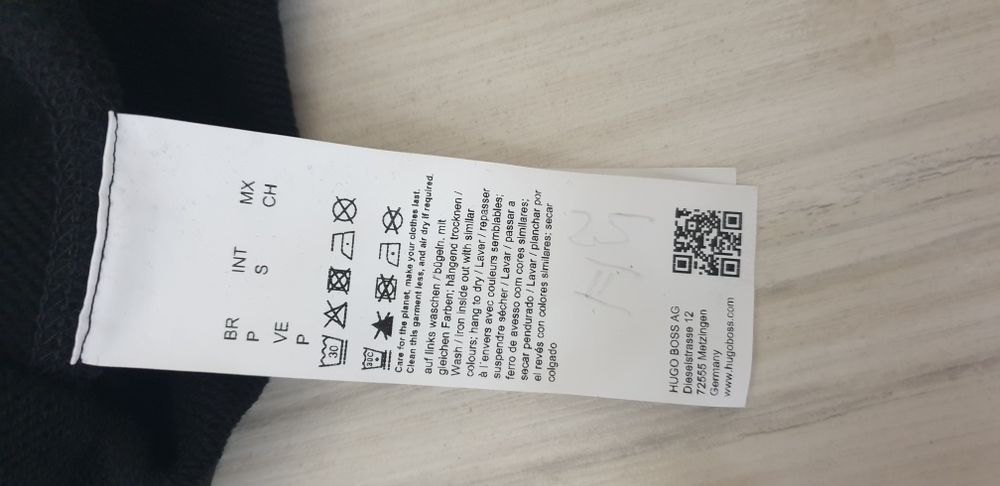 BR INT MX
P S CH
VE
P
30
30C
Care for the planet, make your clothes last.
Clean this garment less, and air dry if required.
auf links waschen / bügeln, mit
gleichen Farben; hängend trocknen /
Wash / iron inside out with similar
colours; hang to dry / Laver / repasser
à l'envers avec couleurs semblables;
suspendre sécher / Lavar / passar a
ferro de avesso com cores similares;
secar pendurado / Lavar / planchar por
el revés con colores similares; secar
colgado
HUGO BOSS AG
Dieselstrasse 12
72555 Metzingen
Germany
www.hugoboss.com